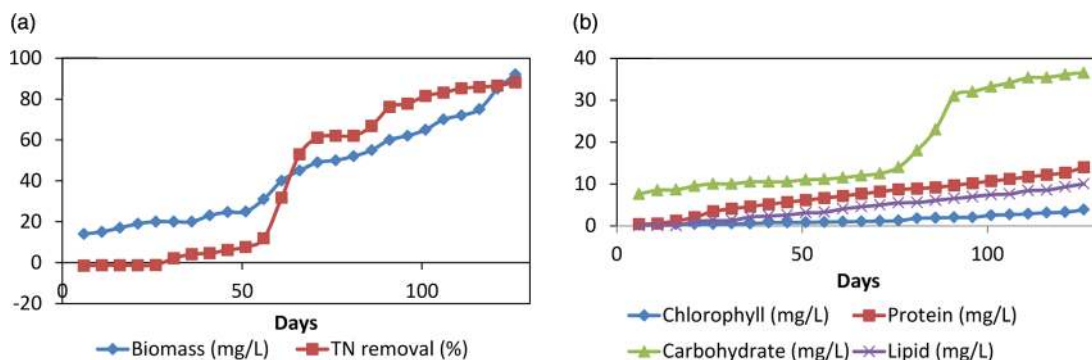 (a)
100
80
60
40
20
0
-20
0 50 100
Days
Biomass (mg/L) TN removal (%)
(b)
40
30
20
10
0
0 50 100
Days
Chlorophyll (mg/L) Protein (mg/L)
Carbohydrate (mg/L) Lipid (mg/L)